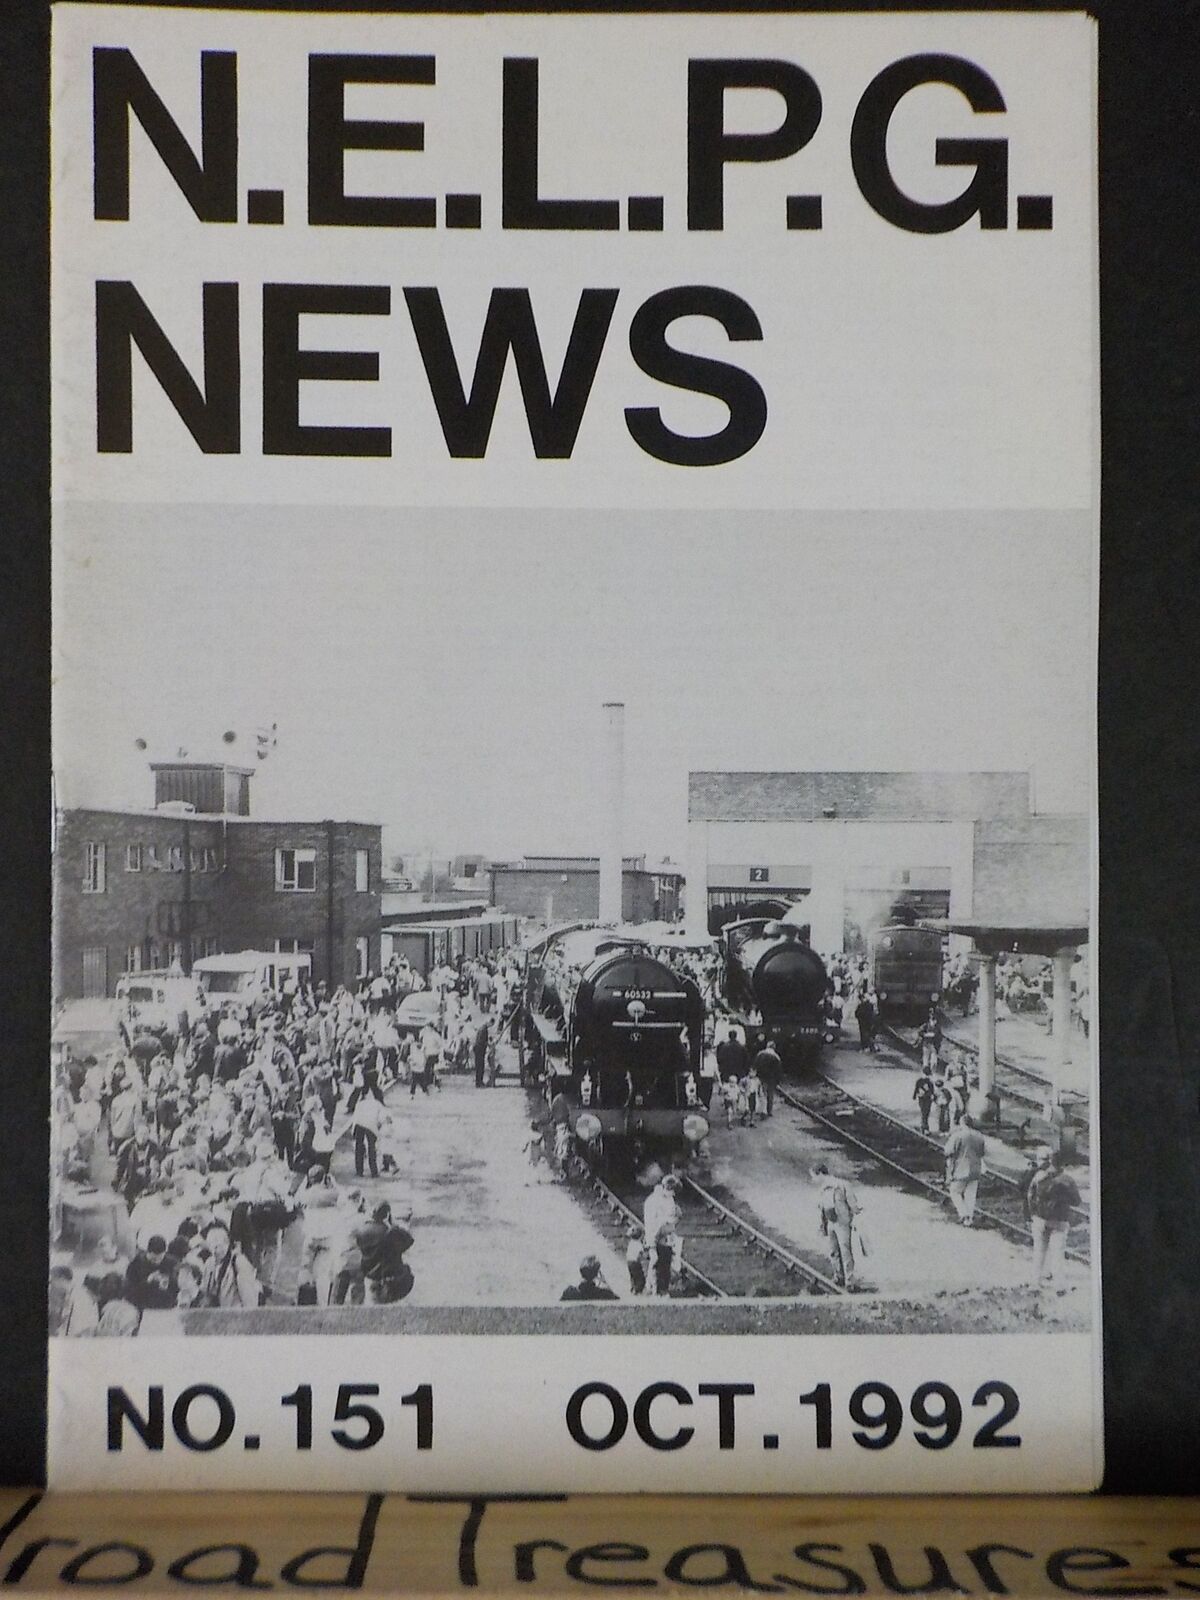 N.E.L.P.G.
NEWS
2
60532
NO.151 OCT.1992
road Treasures